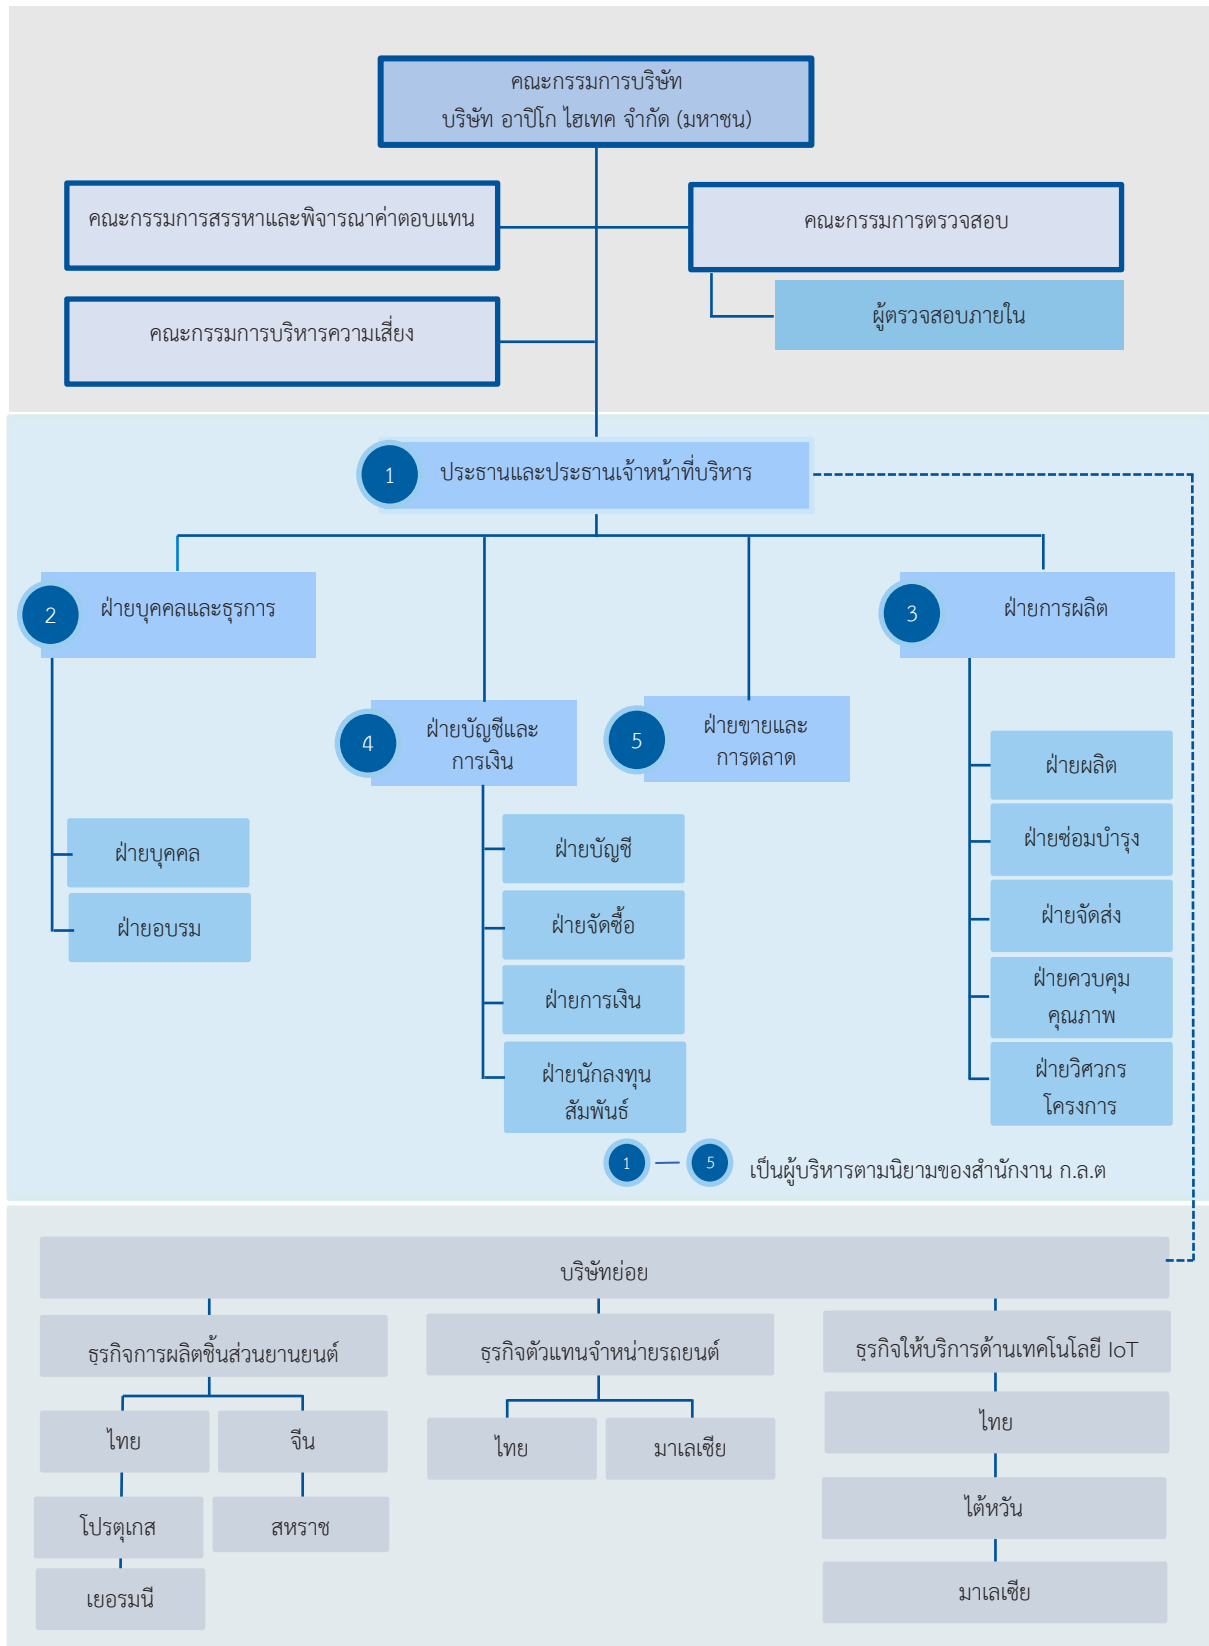 คณะกรรมการบริษัท
บริษัท อาปิโก ไฮเทค จำกัด (มหาชน)
คณะกรรมการสรรหาและพิจารณาค่าตอบแทน
คณะกรรมการตรวจสอบ
ผู้ตรวจสอบภายใน
คณะกรรมการบริหารความเสี่ยง
1
ประธานและประธานเจ้าหน้าที่บริหาร
2
ฝ่ายบุคคลและธุรการ
3
ฝ่ายการผลิต
4
ฝ่ายบัญชีและ
การเงิน
5
ฝ่ายขายและ
การตลาด
ฝ่ายบุคคล
ฝ่ายอบรม
ฝ่ายบัญชี
ฝ่ายจัดซื้อ
ฝ่ายการเงิน
ฝ่ายนักลงทุน
สัมพันธ์
ฝ่ายผลิต
ฝ่ายซ่อมบำรุง
ฝ่ายจัดส่ง
ฝ่ายควบคุม
คุณภาพ
ฝ่ายวิศวกร
โครงการ
1 — 5 เป็นผู้บริหารตามนิยามของสำนักงาน ก.ล.ต
บริษัทย่อย
ธุรกิจการผลิตชิ้นส่วนยานยนต์
ไทย
จีน
โปรตุเกส
สหราช
เยอรมนี
ธุรกิจตัวแทนจำหน่ายรถยนต์
ไทย
มาเลเซีย
ธุรกิจให้บริการด้านเทคโนโลยี IoT
ไทย
ไต้หวัน
มาเลเซีย